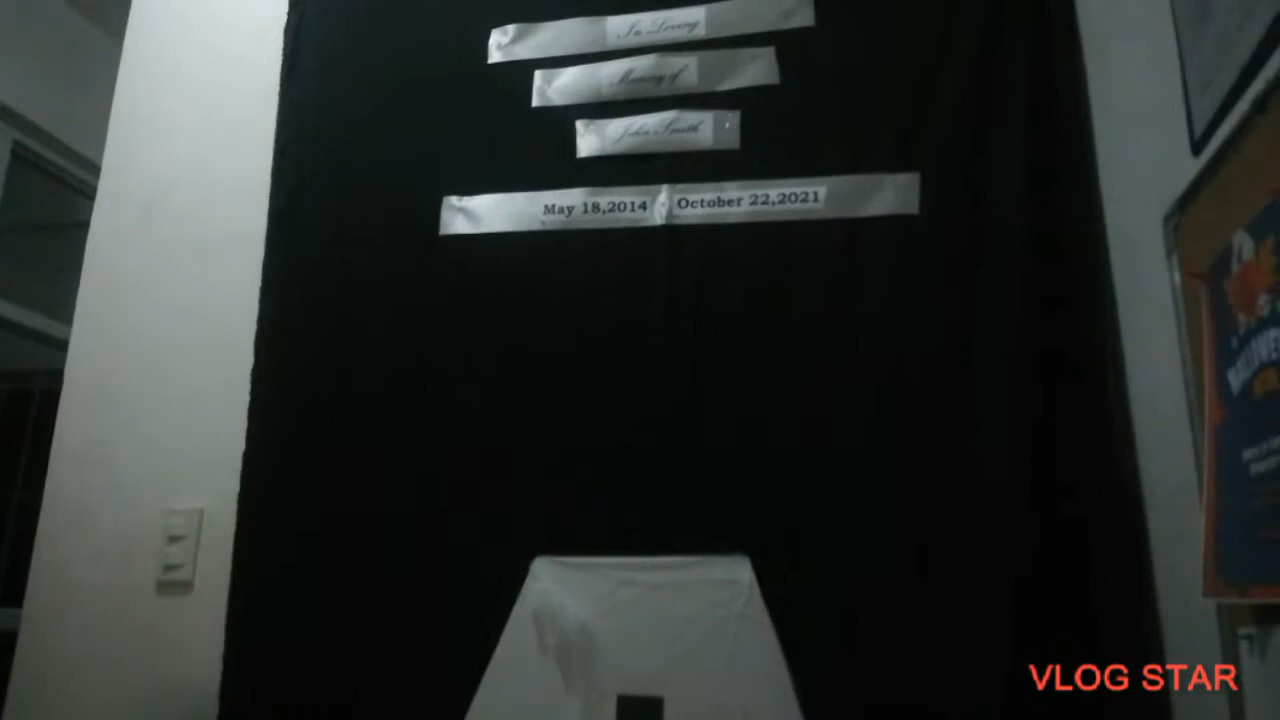 In Loving
Memory of
John Smith
May 18,2014 - October 22,2021
VLOG STAR